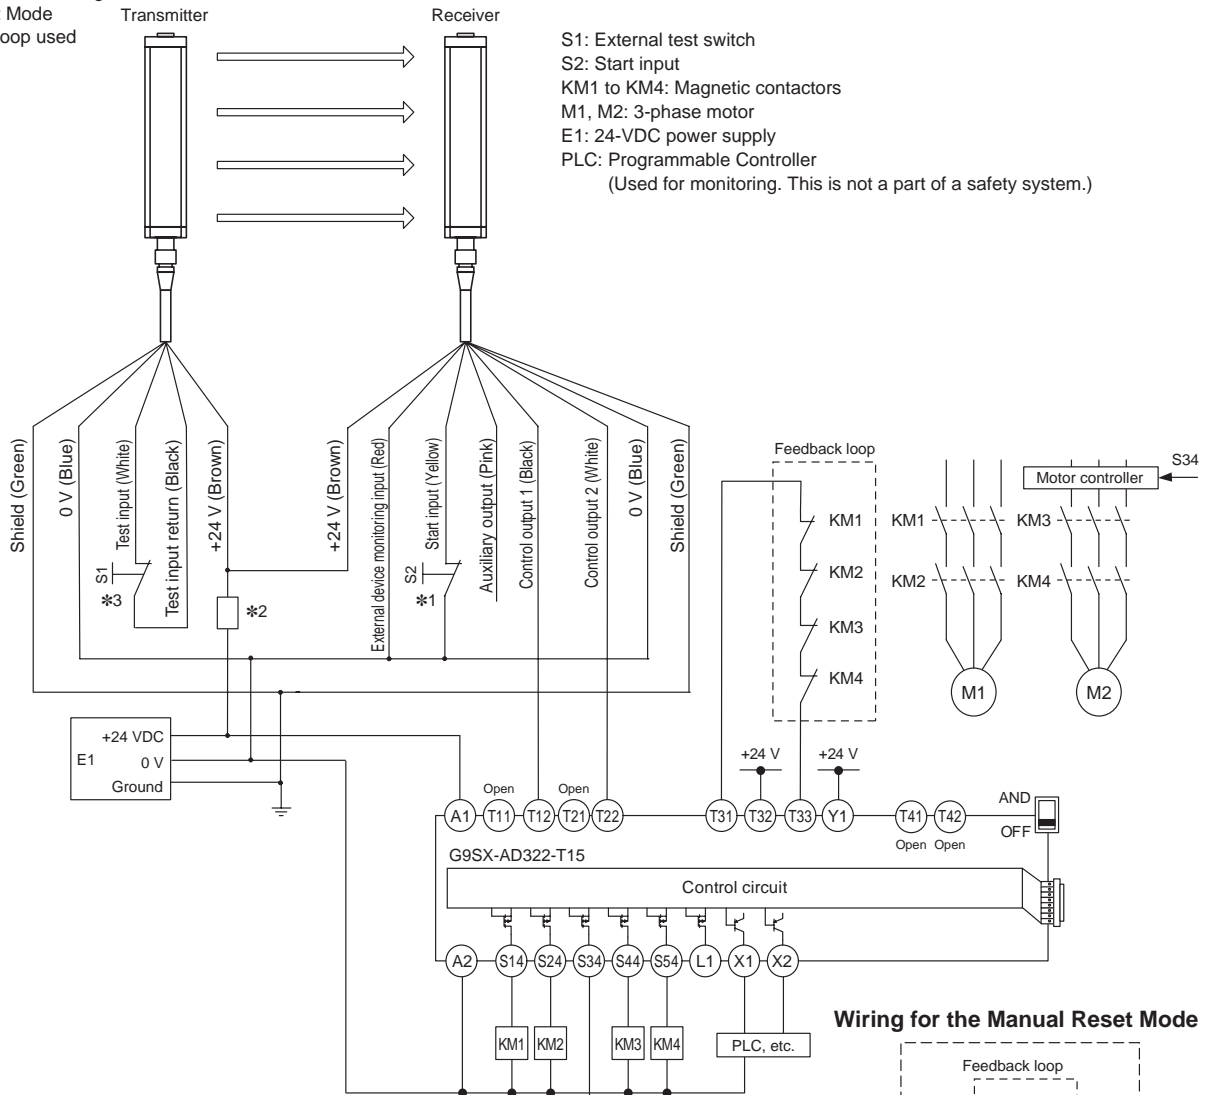 : Mode
oop used
Transmitter
Receiver
S1: External test switch
S2: Start input
KM1 to KM4: Magnetic contactors
M1, M2: 3-phase motor
E1: 24-VDC power supply
PLC: Programmable Controller
(Used for monitoring. This is not a part of a safety system.)
Shield (Green)
0 V (Blue)
Test input (White)
Test input return (Black)
+24 V (Brown)
+24 V (Brown)
External device monitoring input (Red)
Start input (Yellow)
Auxiliary output (Pink)
Control output 1 (Black)
Control output 2 (White)
0 V (Blue)
Shield (Green)
S1
✻3
✻2
S2
✻1
Feedback loop
KM1
KM2
KM3
KM4
S34
Motor controller
KM1
KM3
KM2
KM4
M1
M2
+24 VDC
E1
0 V
Ground
+24 V
+24 V
Open
Open
A1
T11
T12
T21
T22
T31
T32
T33
Y1
T41
T42
AND
OFF
Open
Open
G9SX-AD322-T15
Control circuit
A2
S14
S24
S34
S44
S54
L1
X1
X2
KM1
KM2
KM3
KM4
PLC, etc.
Wiring for the Manual Reset Mode
Feedback loop